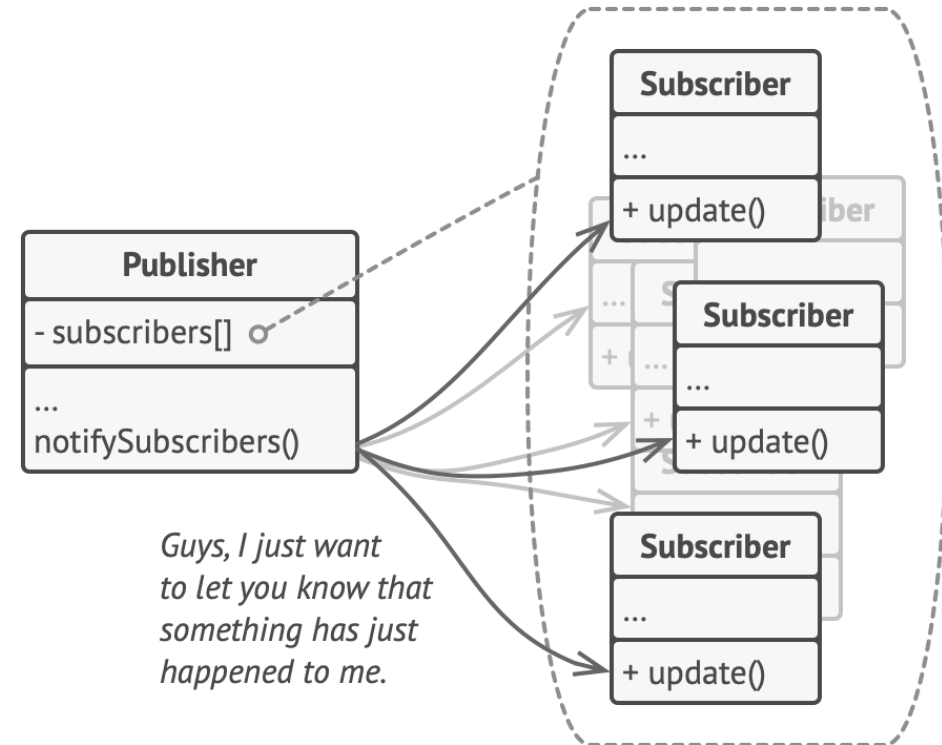 Publisher
- subscribers[]
...
notifySubscribers()
Guys, I just want
to let you know that
something has just
happened to me.
Subscriber
...
+ update()
Subscriber
...
+ update()
Subscriber
...
+ update()
...
...